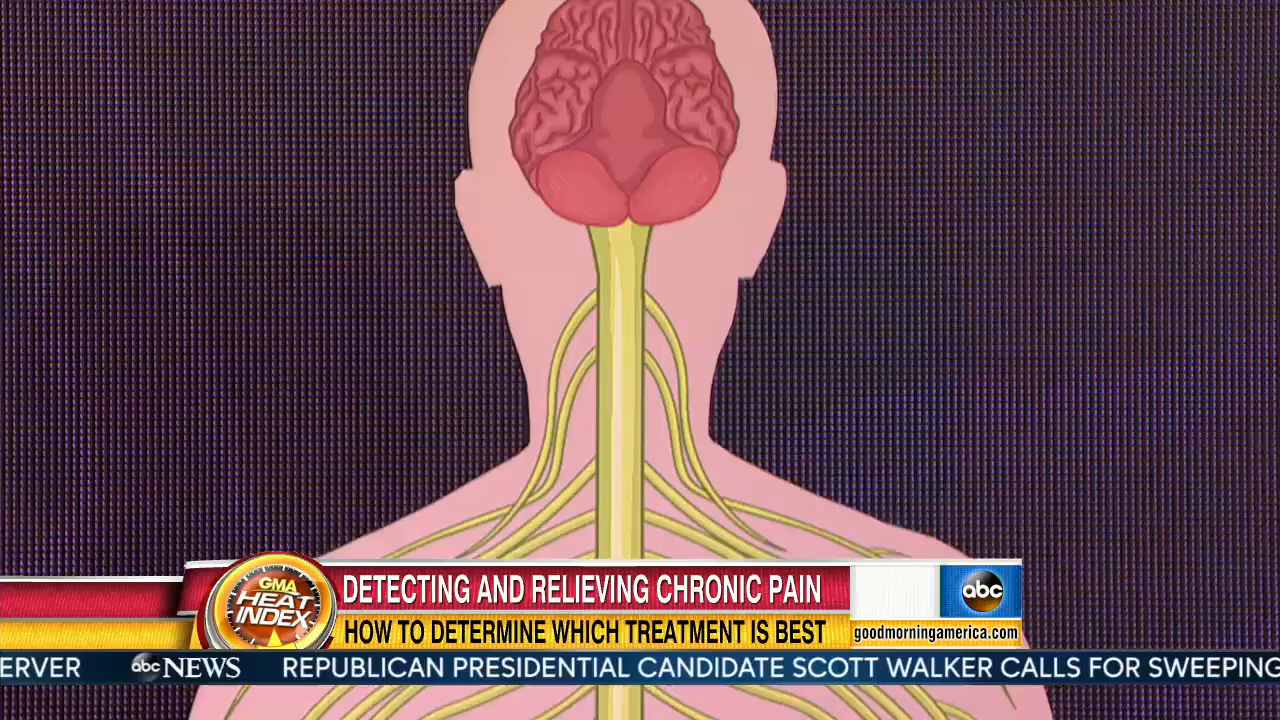 GMA
HEAT
INDEX
DETECTING AND RELIEVING CHRONIC PAIN
abc
HOW TO DETERMINE WHICH TREATMENT IS BEST
goodmorningamerica.com
ERVER abc NEWS REPUBLICAN PRESIDENTIAL CANDIDATE SCOTT WALKER CALLS FOR SWEEPING